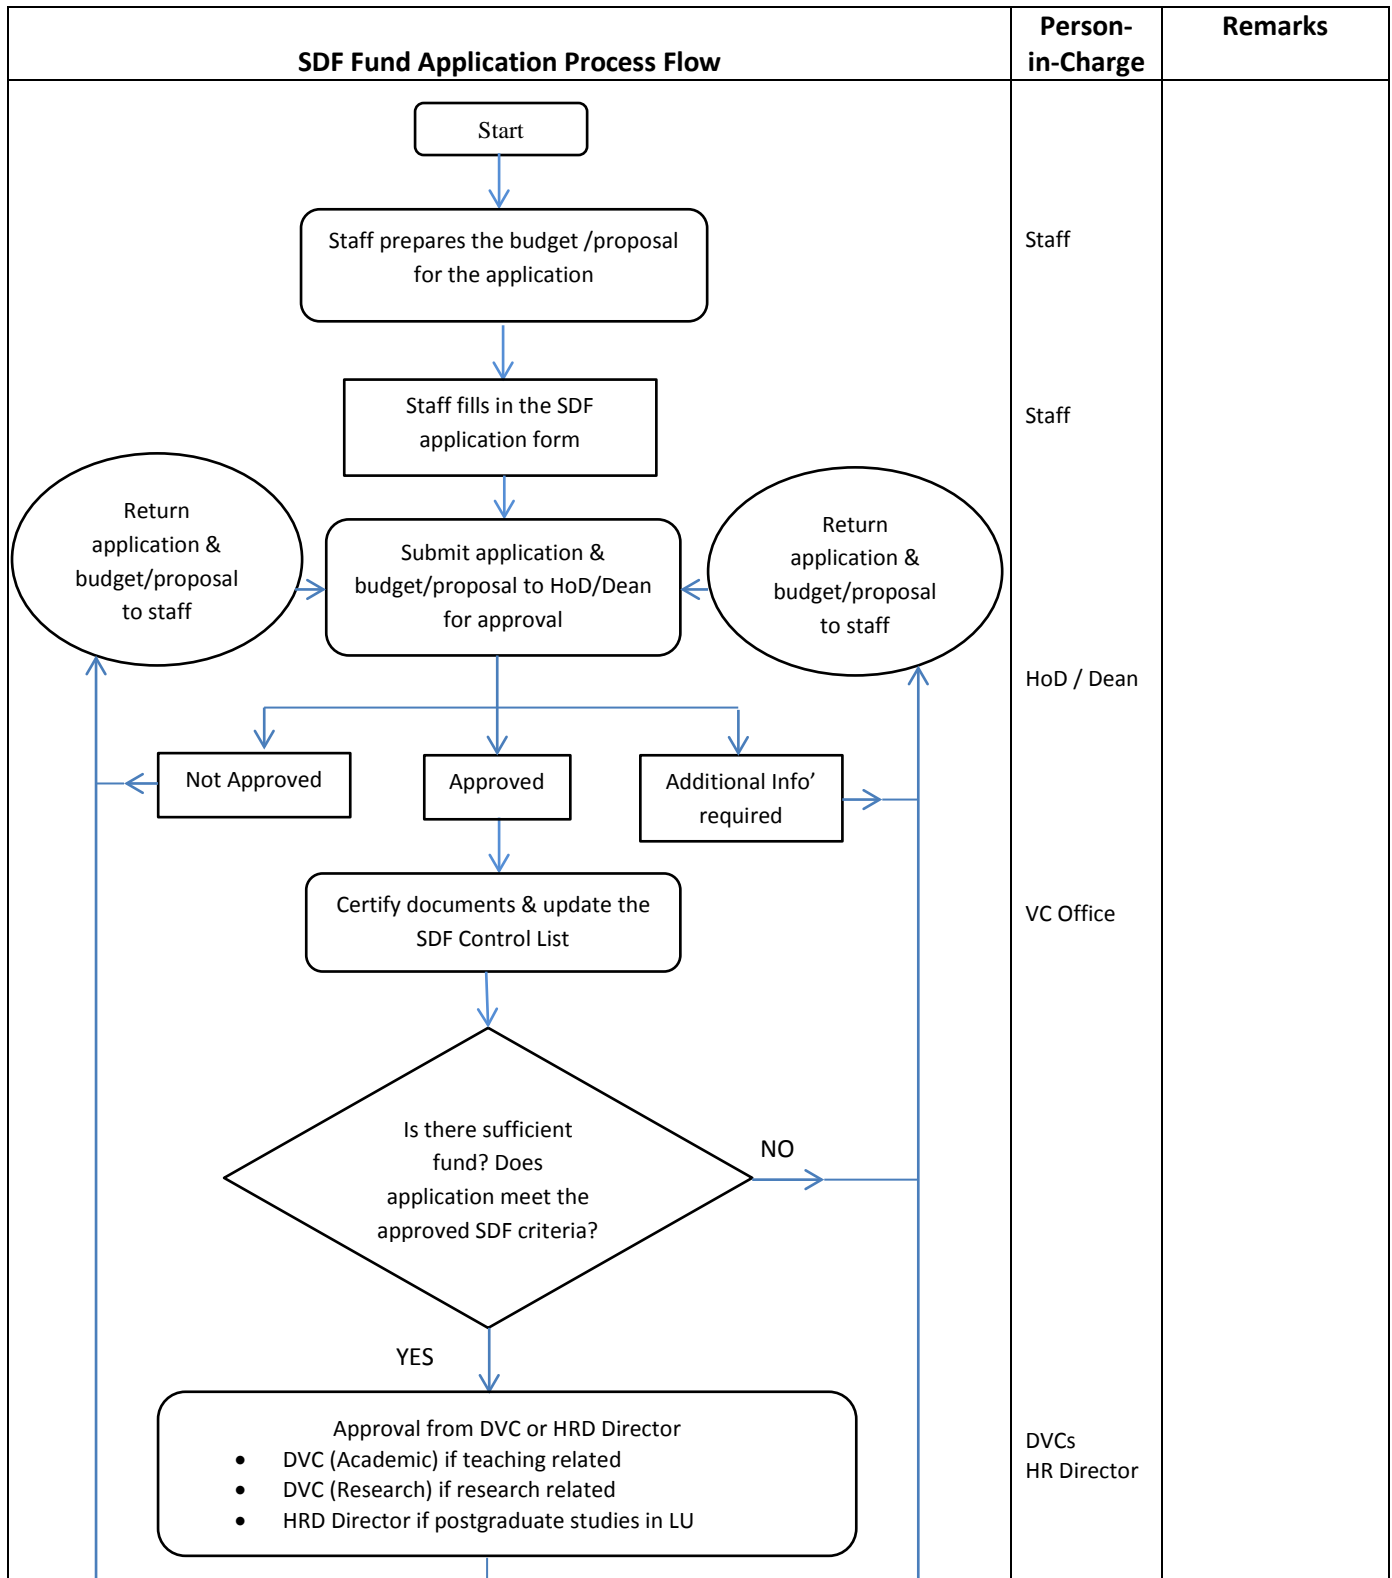 SDF Fund Application Process Flow
Person-
in-Charge
Remarks
Start
Staff prepares the budget /proposal
for the application
Staff
Staff fills in the SDF
application form
Staff
Return
application &
budget/proposal
to staff
Submit application &
budget/proposal to HoD/Dean
for approval
Return
application &
budget/proposal
to staff
HoD / Dean
Not Approved
Approved
Additional Info’
required
Certify documents & update the
SDF Control List
VC Office
Is there sufficient
fund? Does
application meet the
approved SDF criteria?
NO
YES
Approval from DVC or HRD Director
• DVC (Academic) if teaching related
• DVC (Research) if research related
• HRD Director if postgraduate studies in LU
DVCs
HR Director